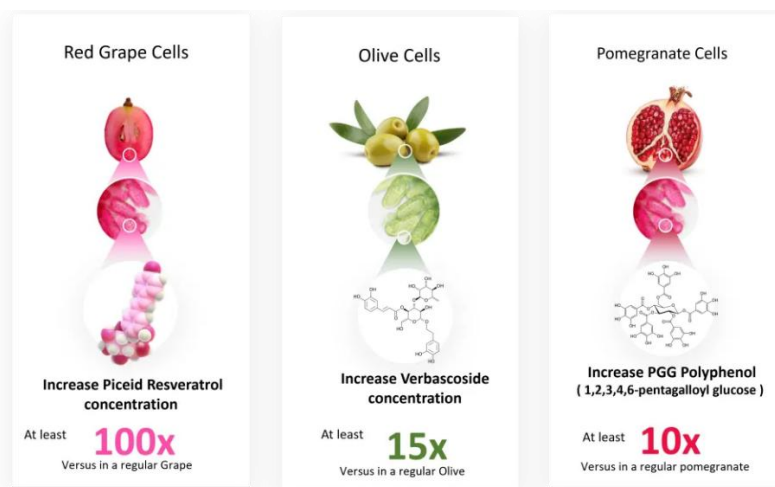 Red Grape Cells
Increase Piceid Resveratrol
concentration
At least 100x
Versus in a regular Grape
Olive Cells
Increase Verbascoside
concentration
At least 15x
Versus in a regular Olive
Pomegranate Cells
Increase PGG Polyphenol
( 1,2,3,4,6-pentagalloyl glucose )
At least 10x
Versus in a regular pomegranate